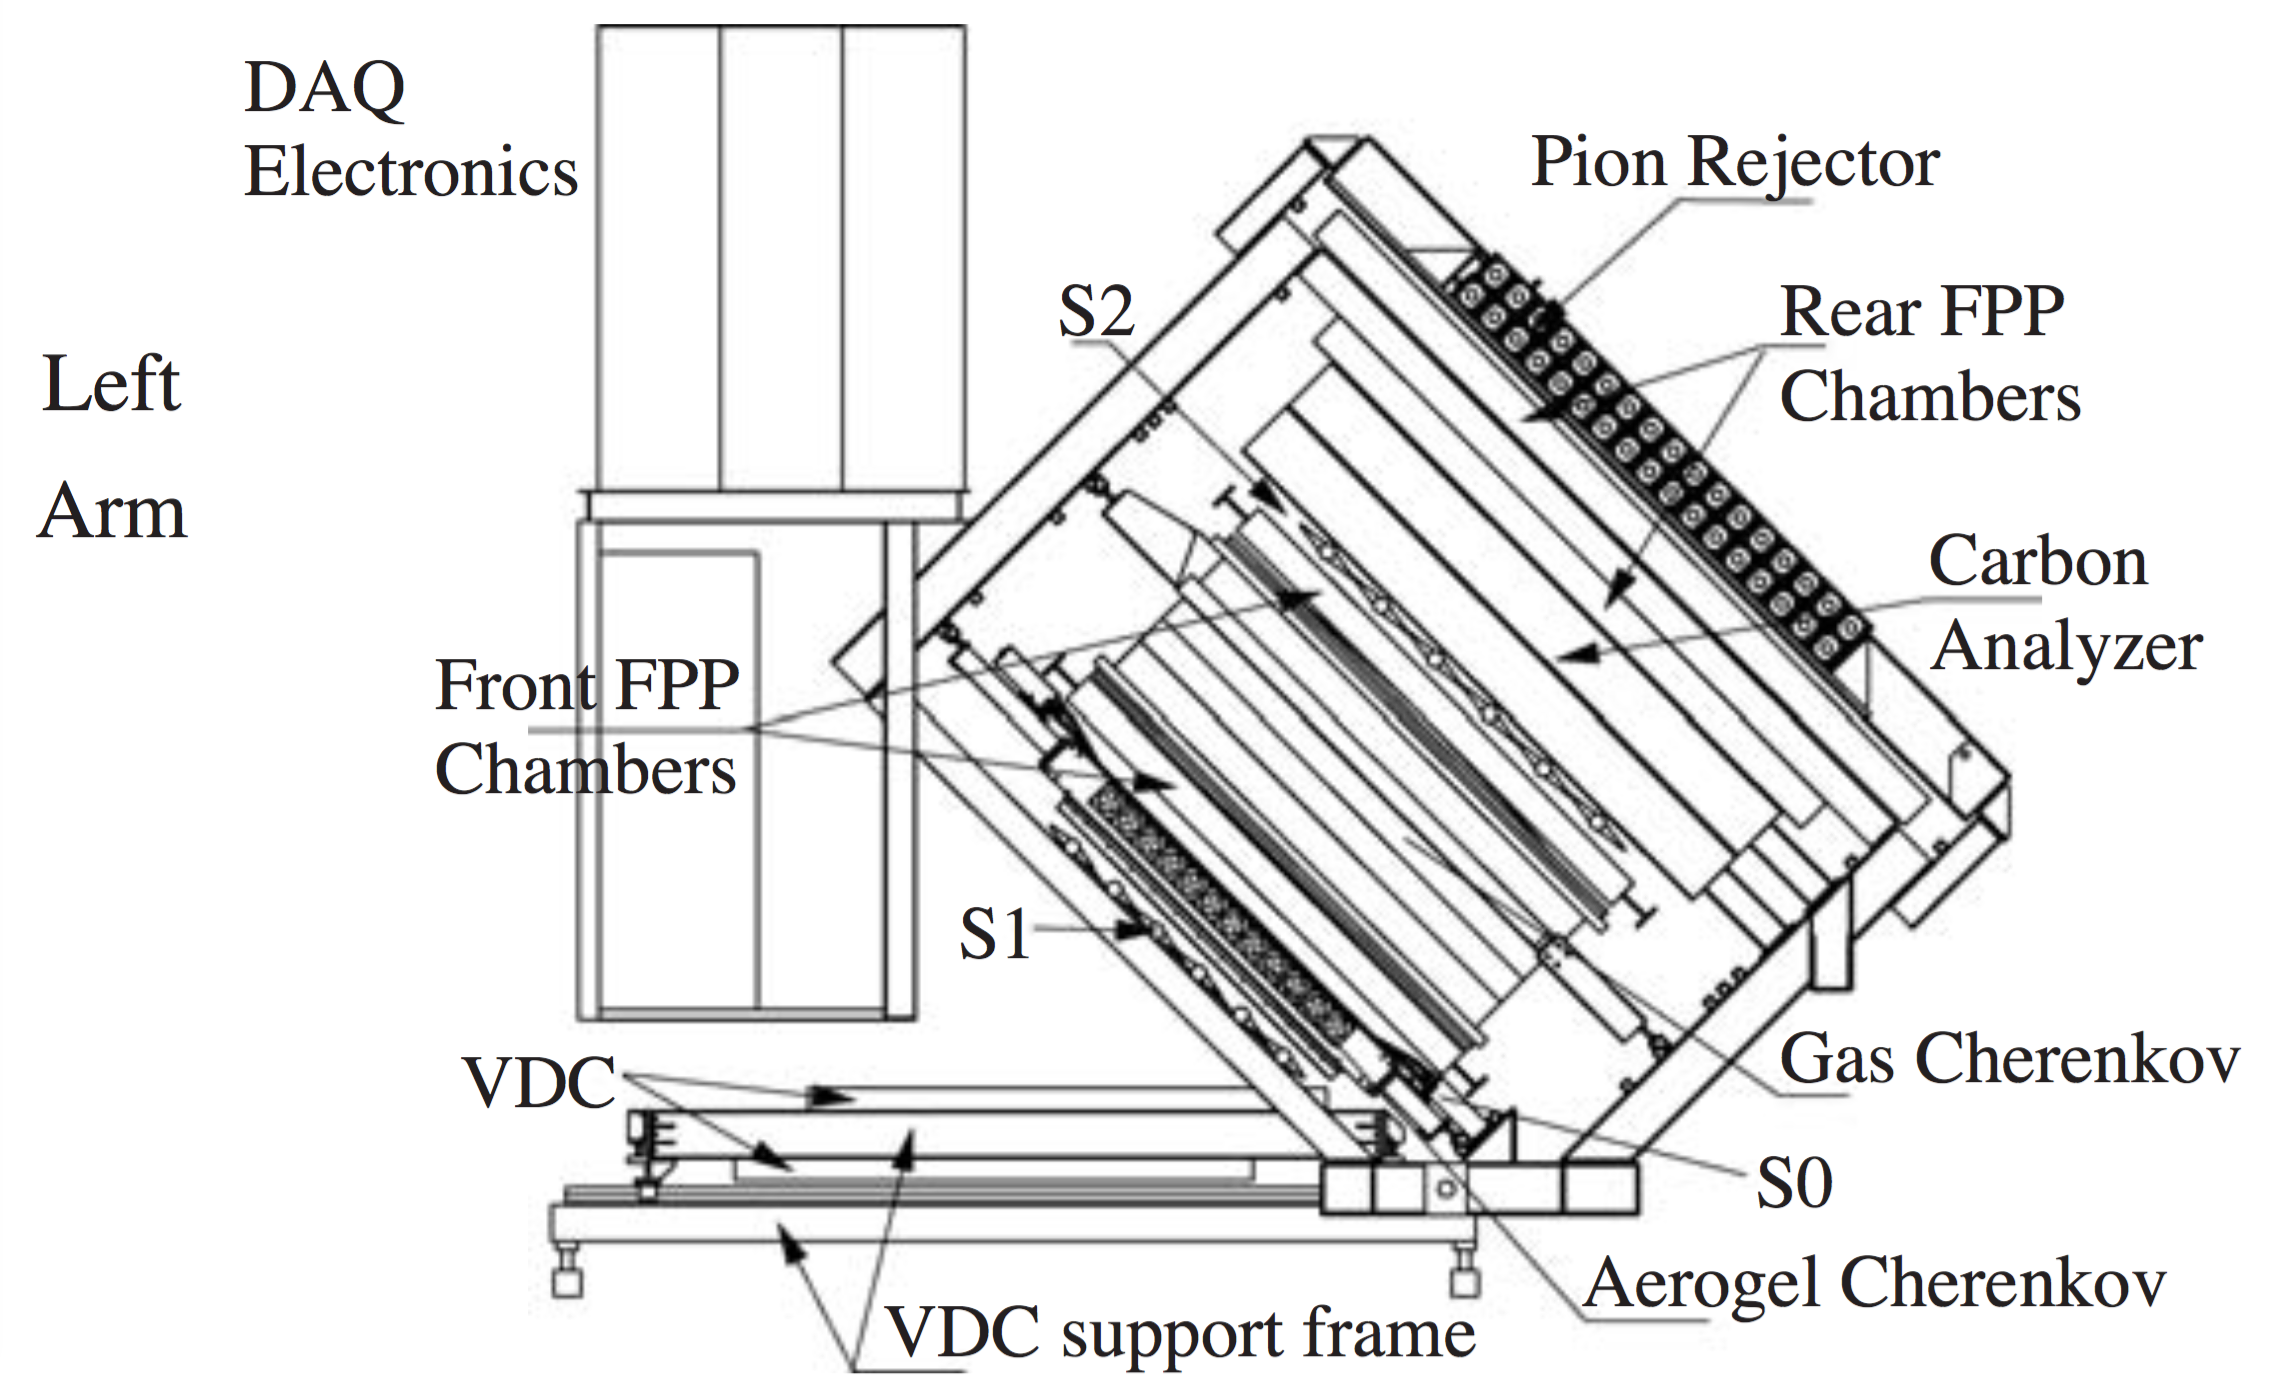 DAQ
Electronics
Pion Rejector
S2
Rear FPP
Chambers
Left
Arm
Carbon
Analyzer
Front FPP
Chambers
S1
Gas Cherenkov
VDC
S0
Aerogel Cherenkov
VDC support frame